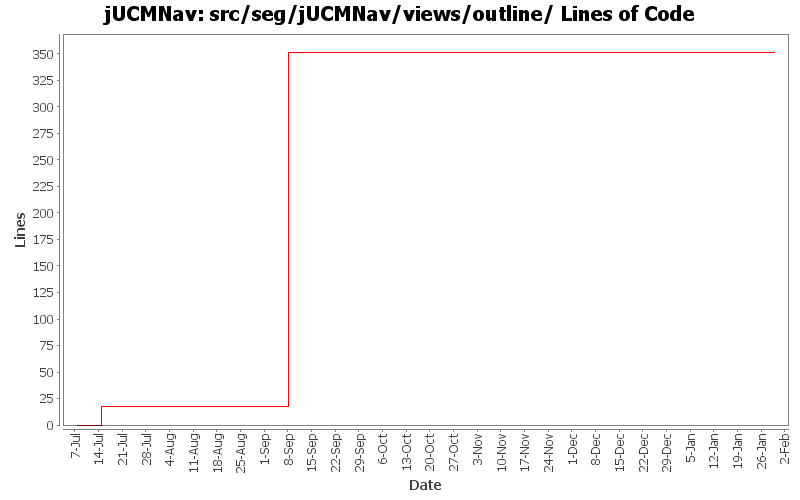 jUCMNav: src/seg/jUCMNav/views/outline/ Lines of Code
350
325
300
275
250
225
200
175
150
125
100
75
50
25
0
Lines
7-Jul
14-Jul
21-Jul
28-Jul
4-Aug
11-Aug
18-Aug
25-Aug
1-Sep
8-Sep
15-Sep
22-Sep
29-Sep
6-Oct
13-Oct
20-Oct
27-Oct
3-Nov
10-Nov
17-Nov
24-Nov
1-Dec
8-Dec
15-Dec
22-Dec
29-Dec
5-Jan
12-Jan
19-Jan
26-Jan
2-Feb
Date